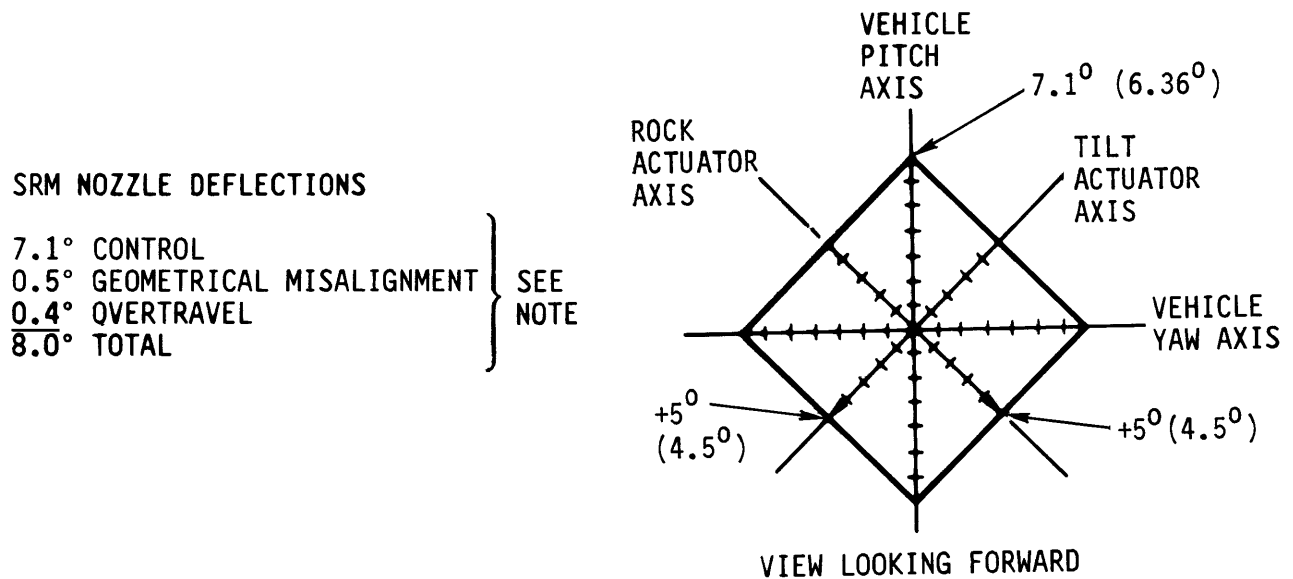 SRM NOZZLE DEFLECTIONS
7.1° CONTROL
0.5° GEOMETRICAL MISALIGNMENT
0.4° QVERTRAVEL
8.0° TOTAL
SEE
NOTE
VEHICLE
PITCH
AXIS
7.1° (6.36°)
ROCK
ACTUATOR
AXIS
TILT
ACTUATOR
AXIS
VEHICLE
YAW AXIS
+5°
(4.5°)
+5°(4.5°)
VIEW LOOKING FORWARD